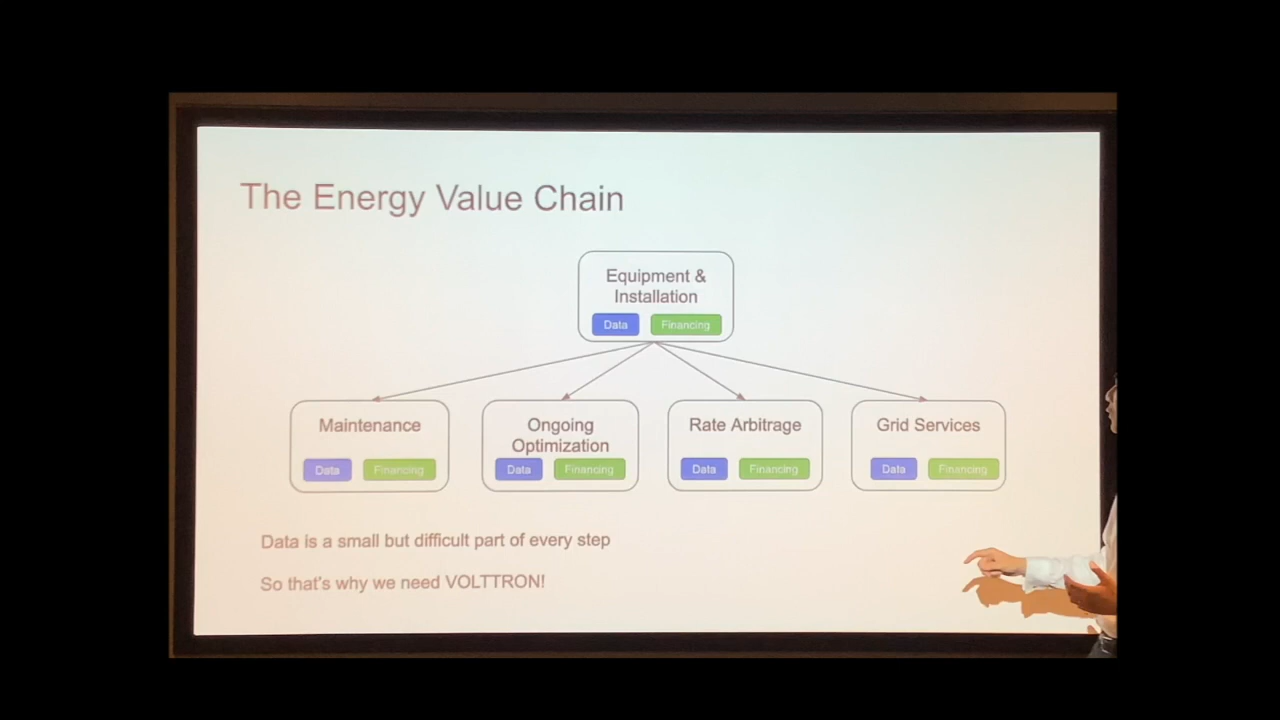 The Energy Value Chain
Equipment &
Installation
Data Financing
Maintenance
Data Financing
Ongoing
Optimization
Data Financing
Rate Arbitrage
Data Financing
Grid Services
Data Financing
Data is a small but difficult part of every step
So that's why we need VOLTTRON!